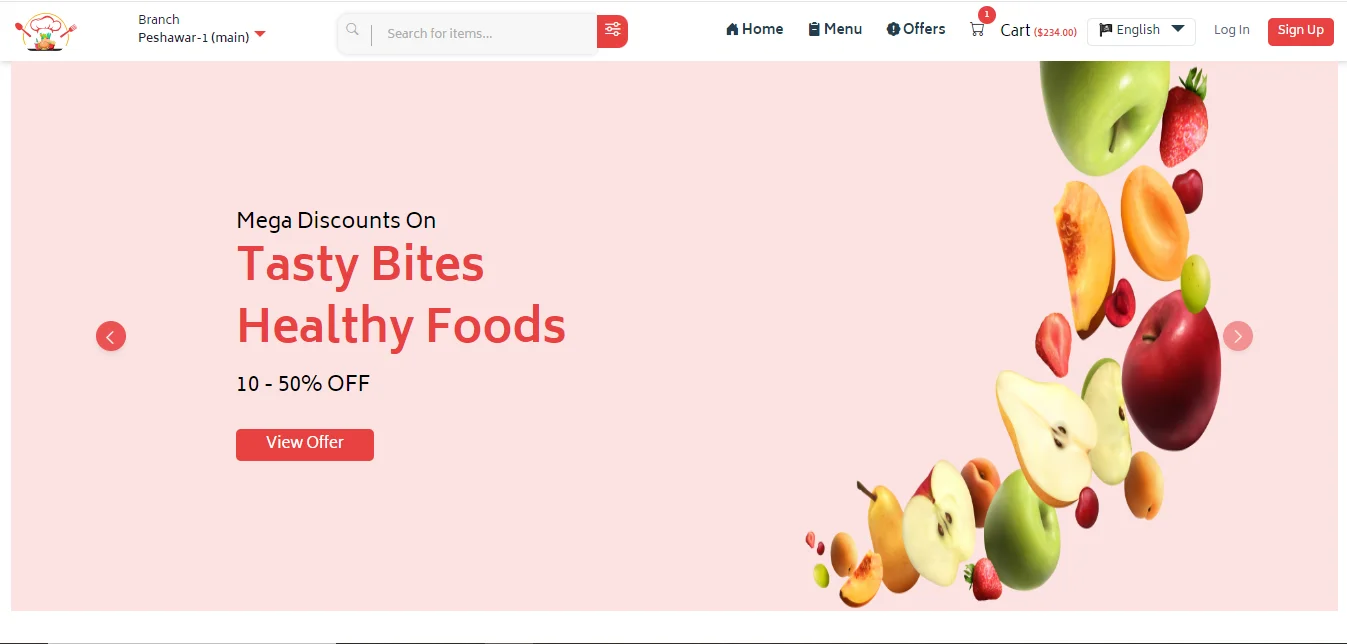 Branch
Peshawar-1 (main)
Search for items...
Home
Menu
Offers
1
Cart ($234.00)
English
Log In
Sign Up
Mega Discounts On
Tasty Bites
Healthy Foods
10 - 50% OFF
View Offer